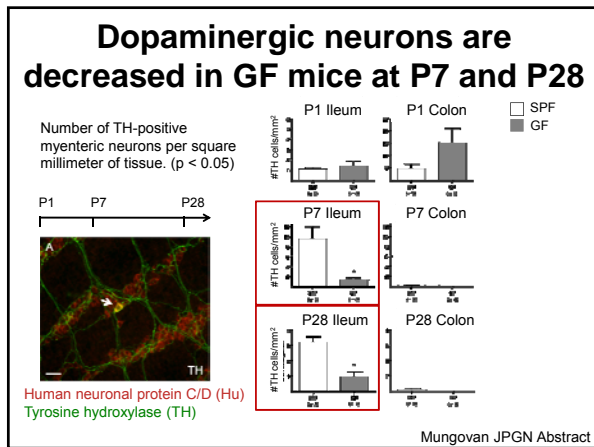 Dopaminergic neurons are
decreased in GF mice at P7 and P28
Number of TH-positive
myenteric neurons per square
millimeter of tissue. (p < 0.05)
P1 P7 P28
A
TH
Human neuronal protein C/D (Hu)
Tyrosine hydroxylase (TH)
P1 Ileum
P1 Colon
SPF
GF
#TH cells/mm²
P7 Ileum
P7 Colon
#TH cells/mm²
*
P28 Ileum
P28 Colon
#TH cells/mm²
*
Mungovan JPGN Abstract